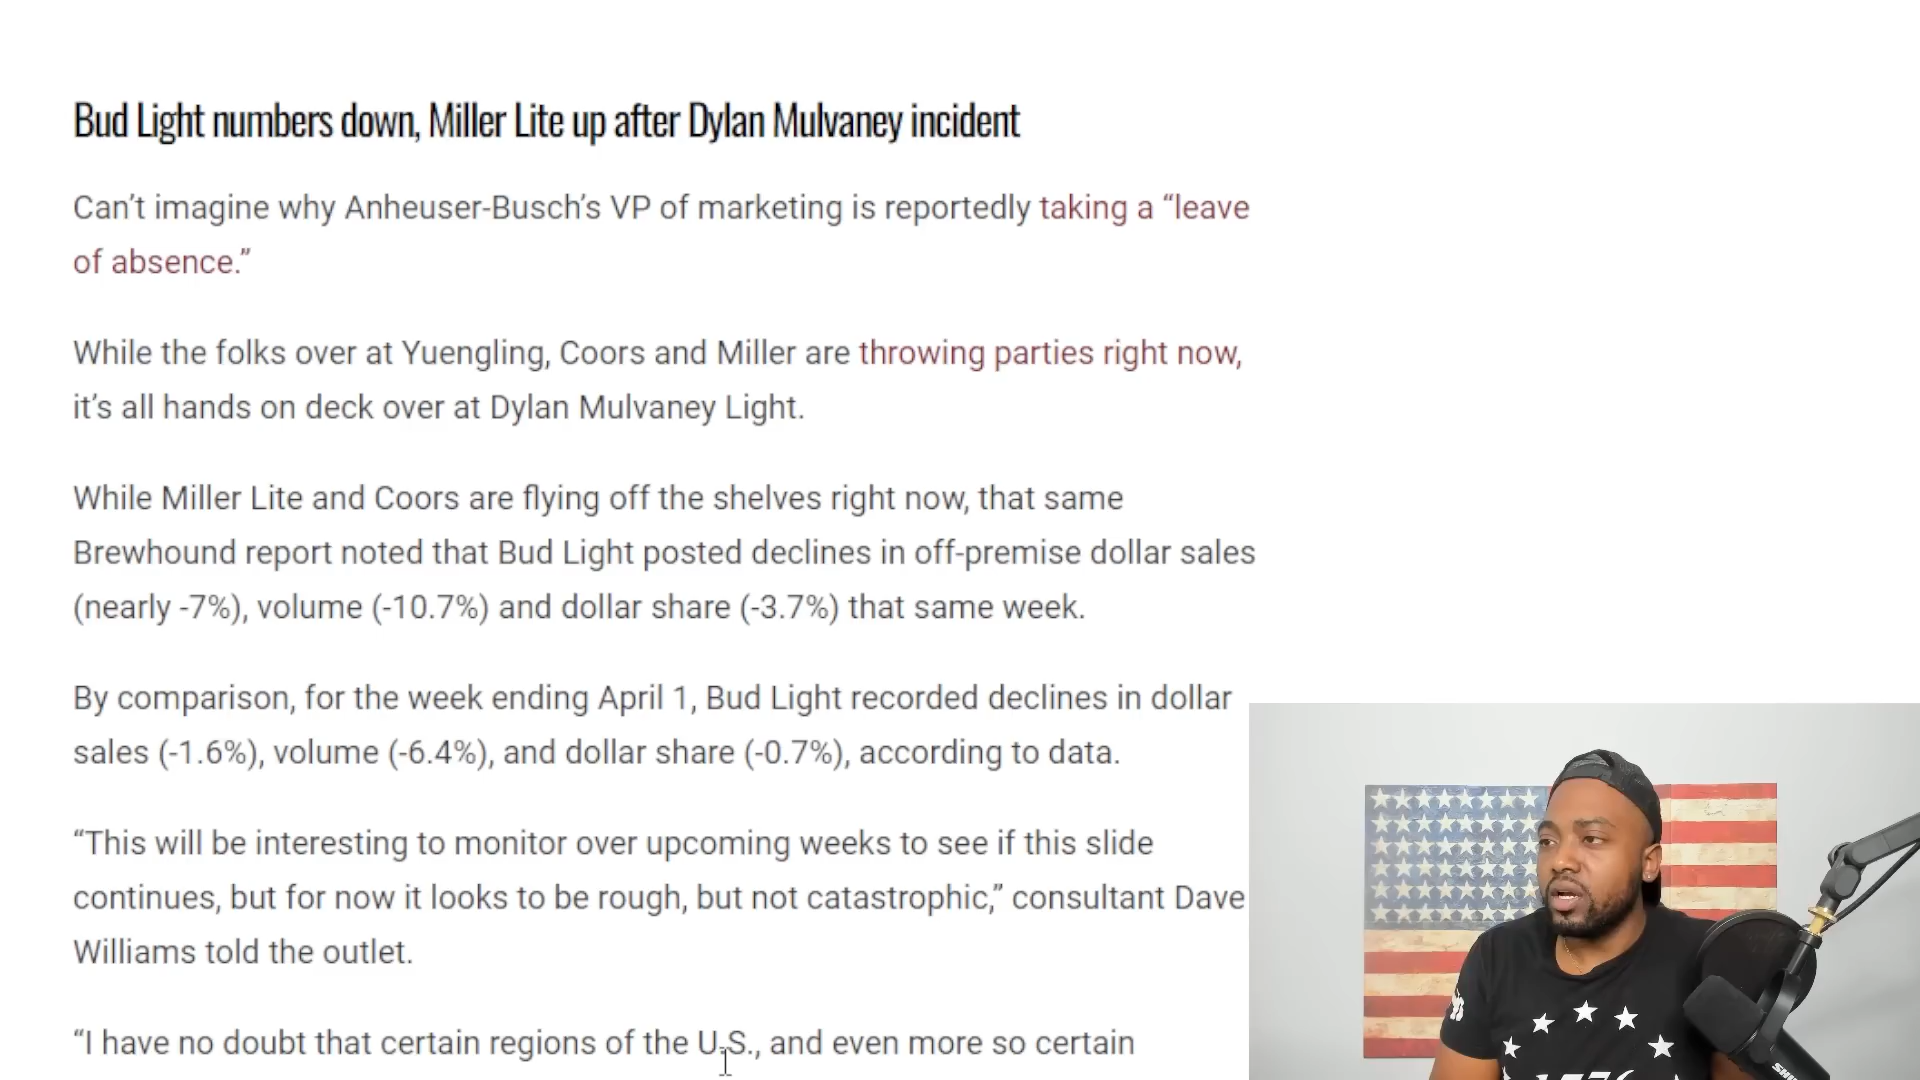 Bud Light numbers down, Miller Lite up after Dylan Mulvaney incident
Can’t imagine why Anheuser-Busch’s VP of marketing is reportedly taking a “leave
of absence.”
While the folks over at Yuengling, Coors and Miller are throwing parties right now,
it’s all hands on deck over at Dylan Mulvaney Light.
While Miller Lite and Coors are flying off the shelves right now, that same
Brewhound report noted that Bud Light posted declines in off-premise dollar sales
(nearly -7%), volume (-10.7%) and dollar share (-3.7%) that same week.
By comparison, for the week ending April 1, Bud Light recorded declines in dollar
sales (-1.6%), volume (-6.4%), and dollar share (-0.7%), according to data.
“This will be interesting to monitor over upcoming weeks to see if this slide
continues, but for now it looks to be rough, but not catastrophic,” consultant Dave
Williams told the outlet.
“I have no doubt that certain regions of the U.S., and even more so certain